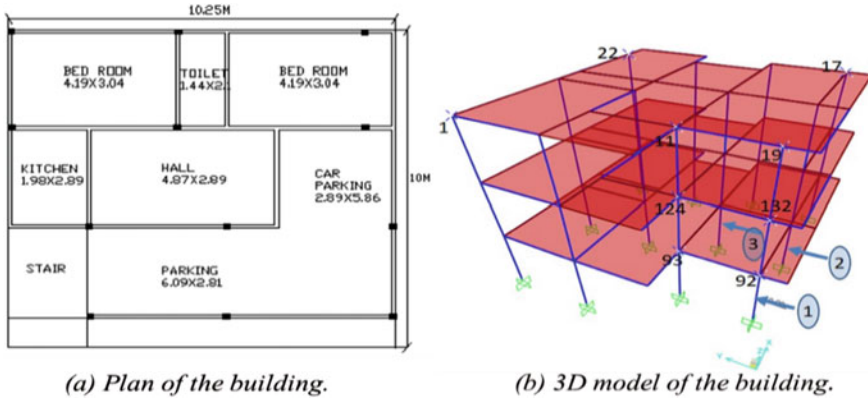 10.25M
BED ROOM
4.19X3.04
TOILET
1.44X2.
BED ROOM
4.19X3.04
KITCHEN
1.98X2.89
HALL
4.87X2.89
CAR
PARKING
2.89X5.86
10M
STAIR
PARKING
6.09X2.81
(a) Plan of the building.
22
17
1
11
19
124
132
3
2
93
92
1
(b) 3D model of the building.